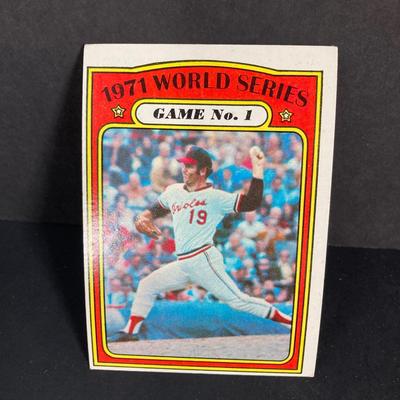 1971 WORLD SERIES
GAME No. 1
Orioles
19